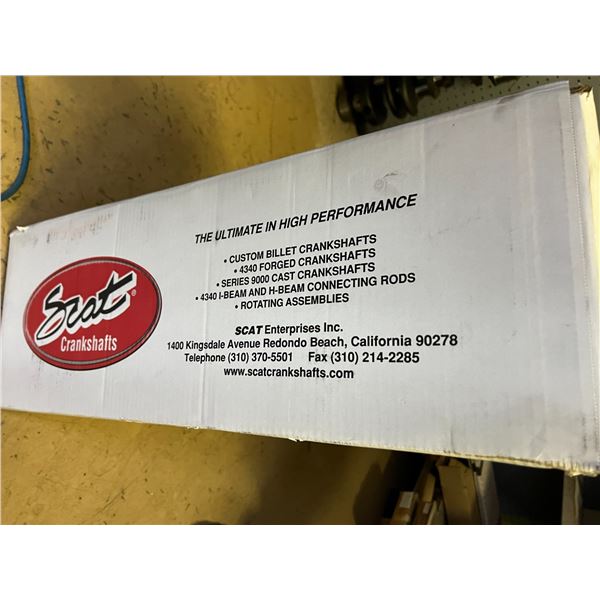 Scat®
Crankshafts
THE ULTIMATE IN HIGH PERFORMANCE
• CUSTOM BILLET CRANKSHAFTS
• 4340 FORGED CRANKSHAFTS
• SERIES 9000 CAST CRANKSHAFTS
• 4340 I-BEAM AND H-BEAM CONNECTING RODS
• ROTATING ASSEMBLIES
SCAT Enterprises Inc.
1400 Kingsdale Avenue Redondo Beach, California 90278
Telephone (310) 370-5501 Fax (310) 214-2285
www.scatcrankshafts.com